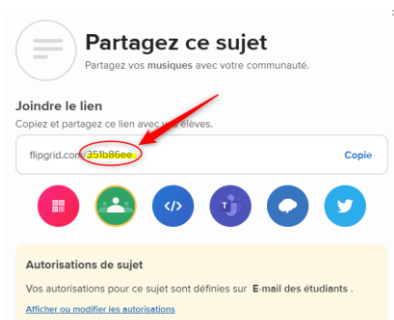 Partagez ce sujet
Partagez vos musiques avec votre communauté.
Joindre le lien
Copiez et partagez ce lien avec vos élèves.
flipgrid.com/351b86ee
Copie
Autorisations de sujet
Vos autorisations pour ce sujet sont définies sur E-mail des étudiants .
Afficher ou modifier les autorisations